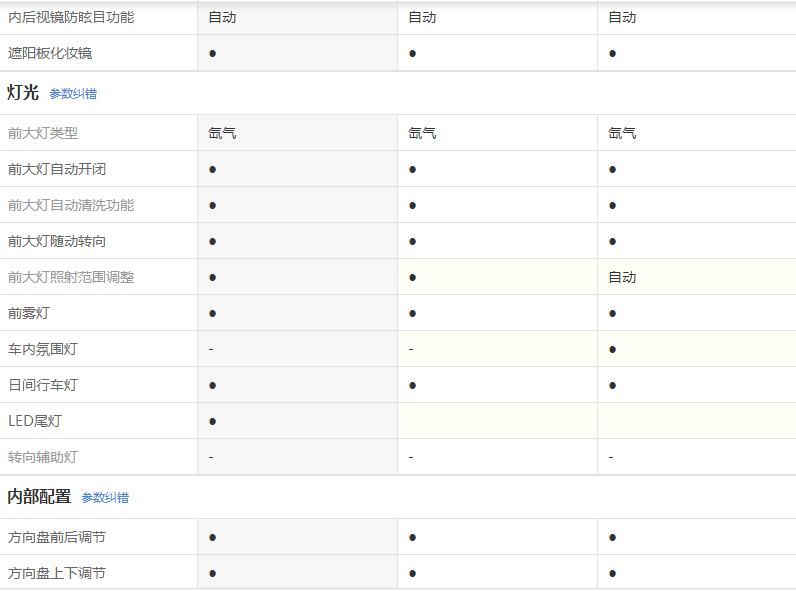 内后视镜防眩目功能 自动 自动 自动
遮阳板化妆镜 ● ● ●
灯光 参数纠错
前大灯类型 氙气 氙气 氙气
前大灯自动开闭 ● ● ●
前大灯自动清洗功能 ● ● ●
前大灯随动转向 ● ● ●
前大灯照射范围调整 ● ● 自动
前雾灯 ● ● ●
车内氛围灯 - - ●
日间行车灯 ● ● ●
LED尾灯 ●
转向辅助灯 - - -
内部配置 参数纠错
方向盘前后调节 ● ● ●
方向盘上下调节 ● ● ●